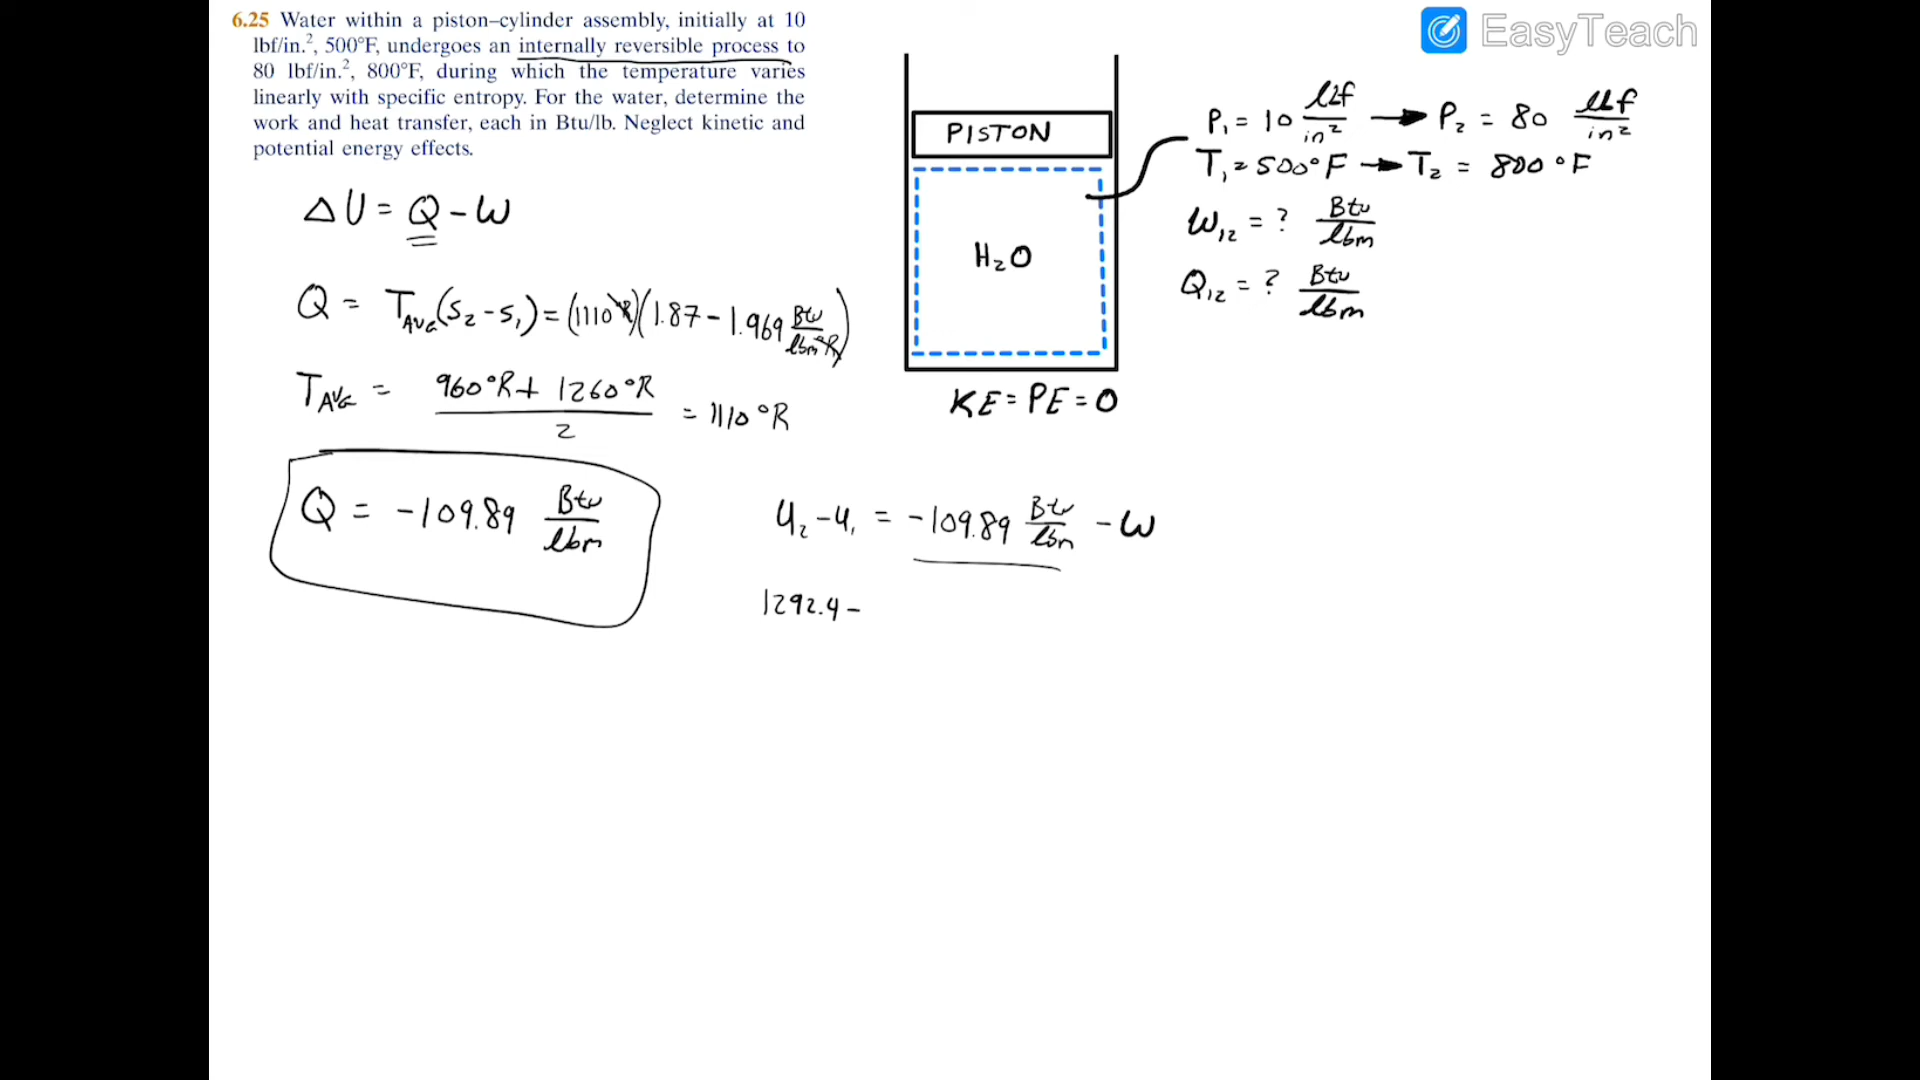 6.25 Water within a piston–cylinder assembly, initially at 10
lbf/in.², 500°F, undergoes an internally reversible process to
80 lbf/in.², 800°F, during which the temperature varies
linearly with specific entropy. For the water, determine the
work and heat transfer, each in Btu/lb. Neglect kinetic and
potential energy effects.
EasyTeach
PISTON
H₂O
KE = PE = 0
P₁ = 10 lbf/in² → P₂ = 80 lbf/in²
T₁ = 500°F → T₂ = 800°F
W₁₂ = ? Btu/lbm
Q₁₂ = ? Btu/lbm
ΔU = Q - W
Q = T_AVG (S₂ - S₁) = (1110°R)(1.87 - 1.969 Btu/lbm°R)
T_AVG = (960°R + 1260°R)/2 = 1110°R
Q = -109.89 Btu/lbm
u₂ - u₁ = -109.89 Btu/lbm - W
1292.4 -